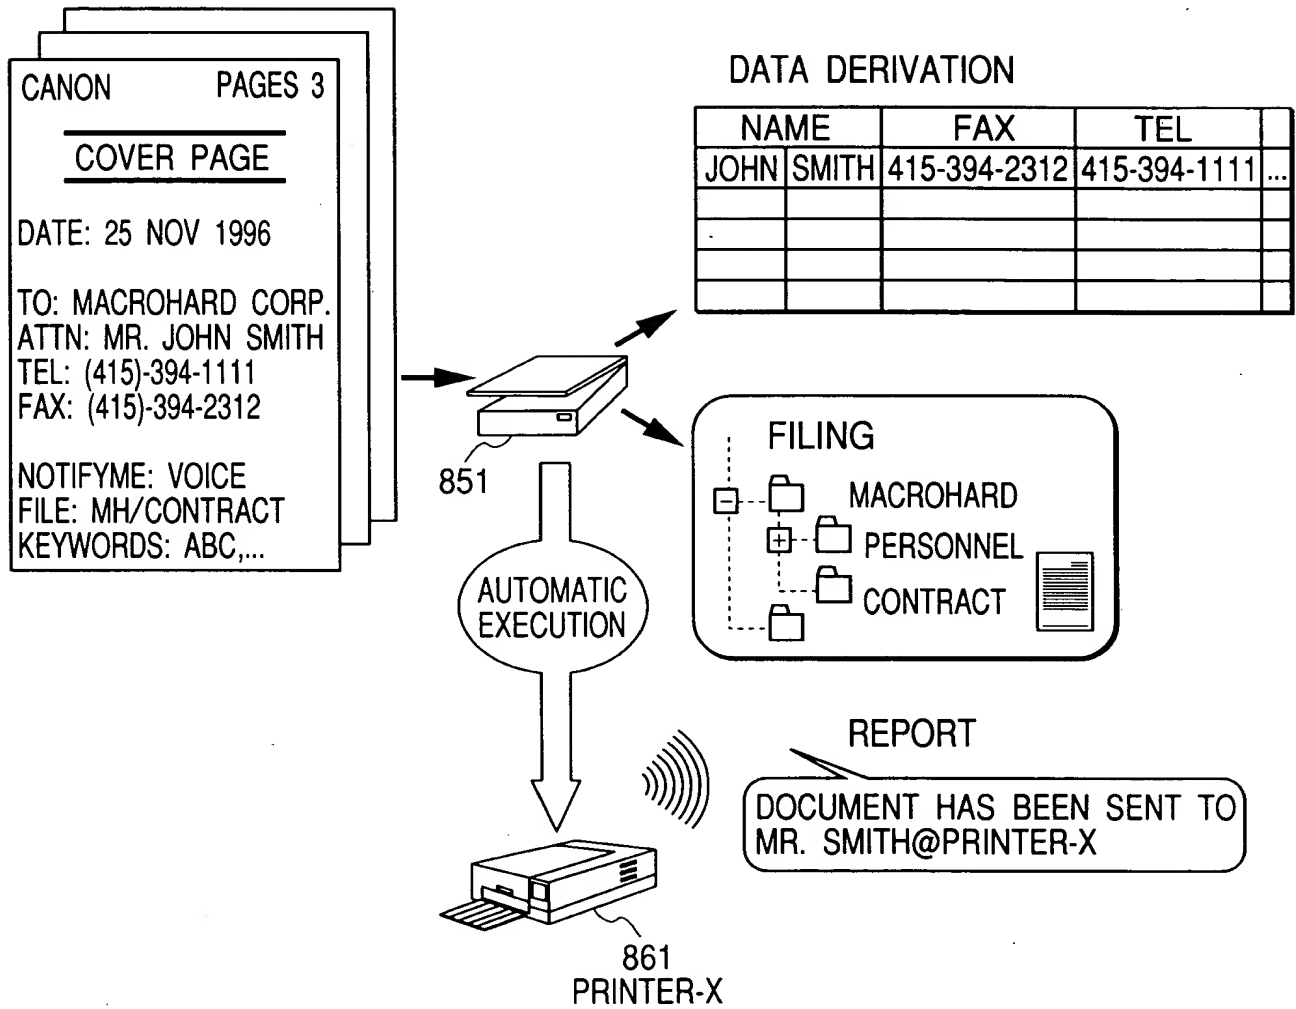 CANON PAGES 3
COVER PAGE
DATE: 25 NOV 1996
TO: MACROHARD CORP.
ATTN: MR. JOHN SMITH
TEL: (415)-394-1111
FAX: (415)-394-2312
NOTIFYME: VOICE
FILE: MH/CONTRACT
KEYWORDS: ABC,...
851
DATA DERIVATION
NAME FAX TEL
JOHN SMITH 415-394-2312 415-394-1111 ...
FILING
MACROHARD
PERSONNEL
CONTRACT
AUTOMATIC
EXECUTION
REPORT
DOCUMENT HAS BEEN SENT TO
MR. SMITH@PRINTER-X
861
PRINTER-X